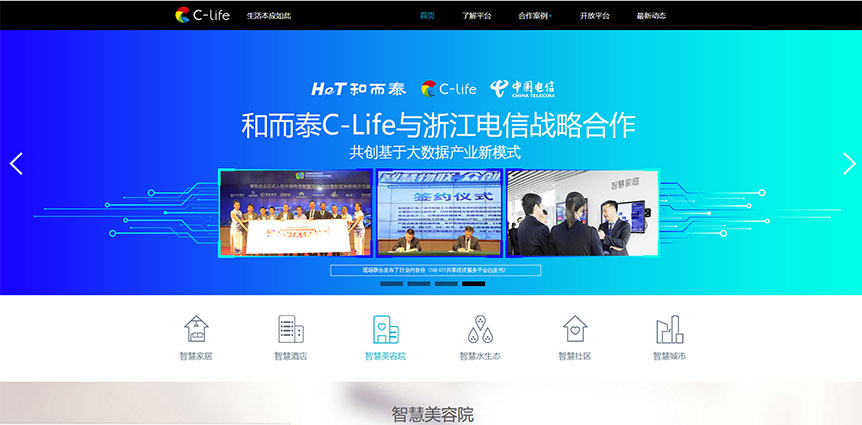 C-life 生活本应如此 首页 了解平台 合作案例 开放平台 最新动态
H&T 和而泰 C-life 中国电信 CHINA TELECOM
和而泰C-Life与浙江电信战略合作
共创基于大数据产业新模式
智慧物联 众创
签约仪式
智慧家庭
现场联合发布了行业内首份《NB-IOT共享经济服务平台白皮书》
智慧家居 智慧酒店 智慧美容院 智慧水生态 智慧社区 智慧城市
智慧美容院